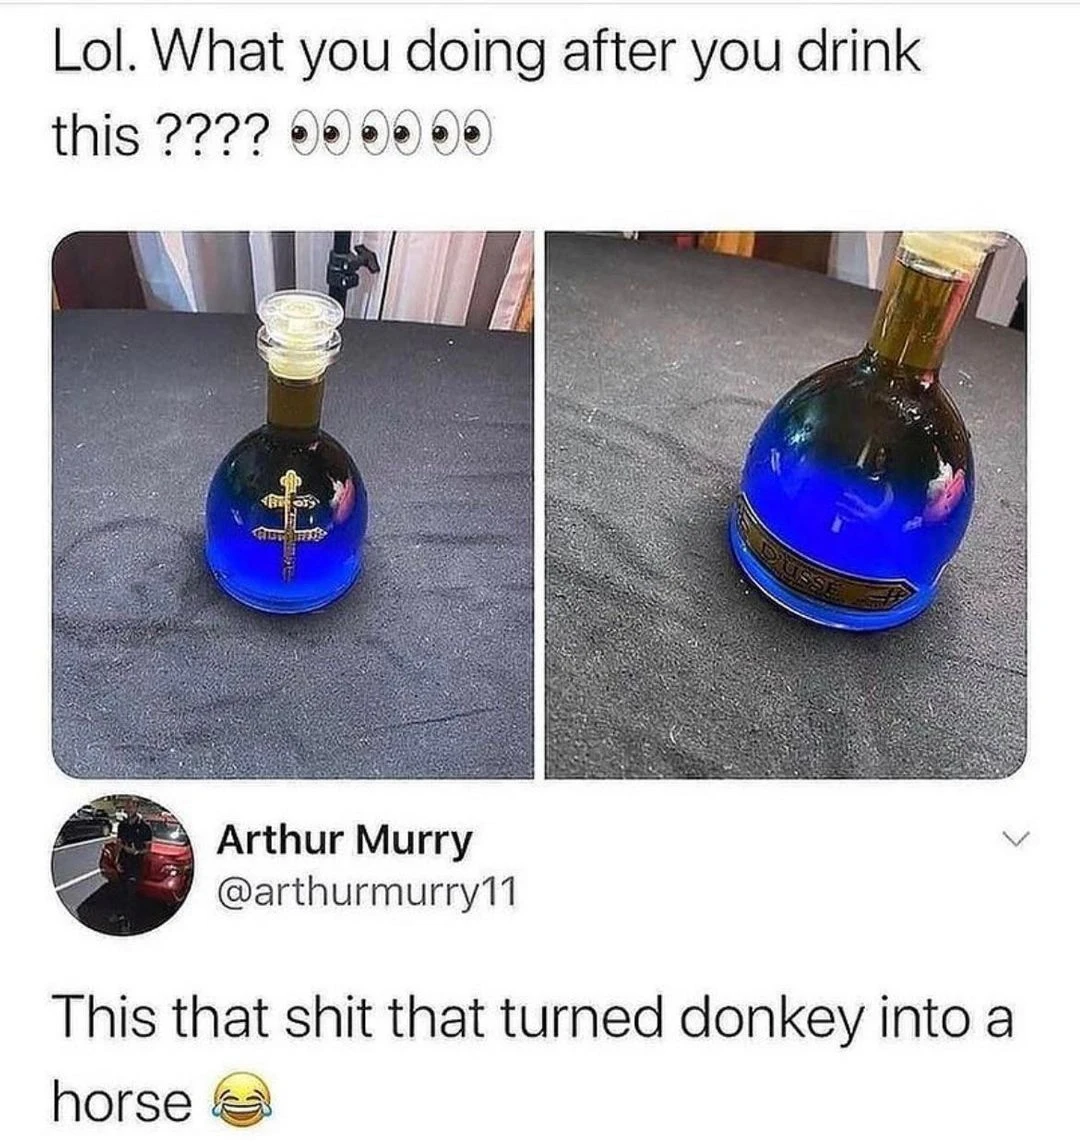 Lol. What you doing after you drink
this ???? 👀👀👀
DUSSE
Arthur Murry
@arthurmurry11
This that shit that turned donkey into a
horse 😂